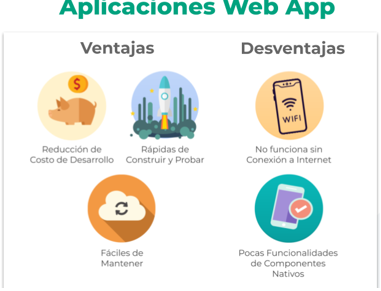 Aplicaciones Web App
Ventajas
Desventajas
$
WIFI
Reducción de
Costo de Desarrollo
Rápidas de
Construir y Probar
No funciona sin
Conexión a Internet
Fáciles de
Mantener
Pocas Funcionalidades
de Componentes
Nativos